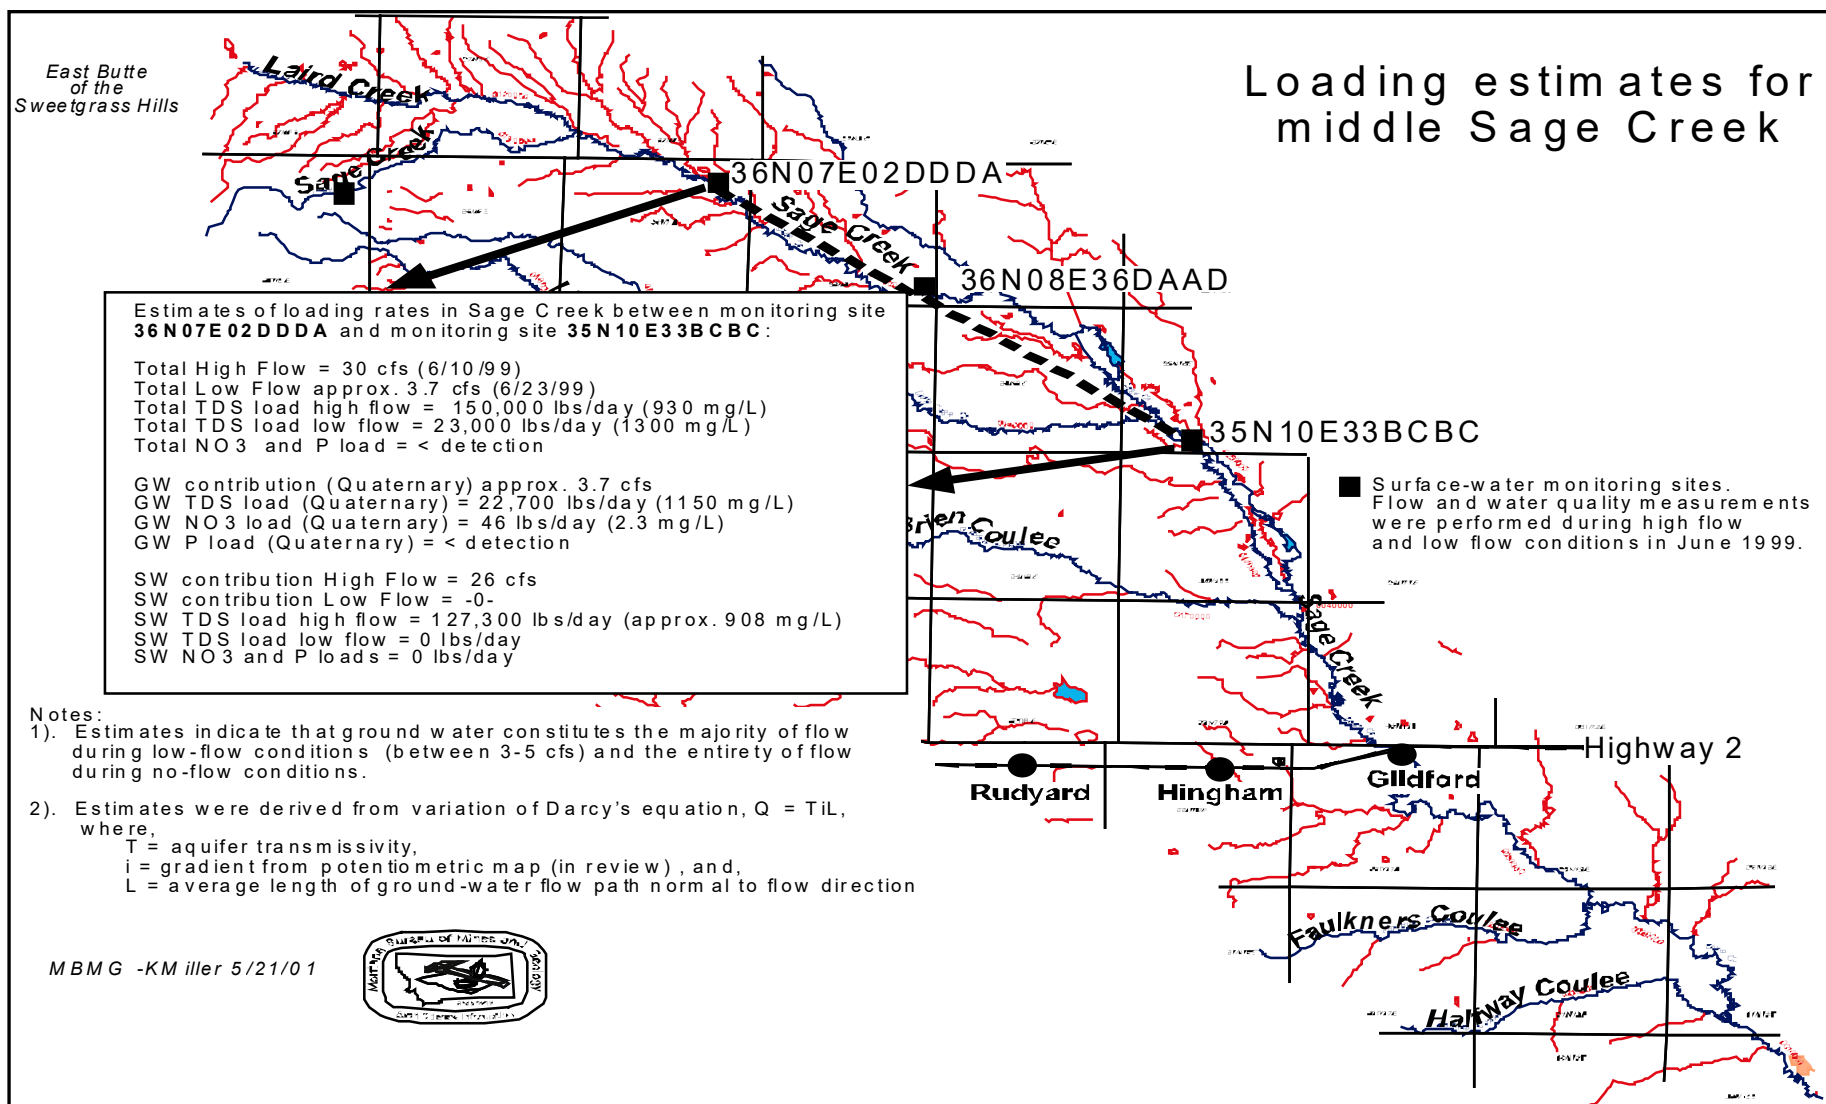 East Butte
of the
Sweetgrass Hills
Loading estimates for
middle Sage Creek
Laird Creek
Sage Creek
36N07E02DDDA
Sage Creek
36N08E36DAAD
35N10E33BCBC
Estimates of loading rates in Sage Creek between monitoring site
36N07E02DDDA and monitoring site 35N10E33BCBC:
Total High Flow = 30 cfs (6/10/99)
Total Low Flow approx. 3.7 cfs (6/23/99)
Total TDS load high flow = 150,000 lbs/day (930 mg/L)
Total TDS load low flow = 23,000 lbs/day (1300 mg/L)
Total NO3 and P load = < detection
GW contribution (Quaternary) approx. 3.7 cfs
GW TDS load (Quaternary) = 22,700 lbs/day (1150 mg/L)
GW NO3 load (Quaternary) = 46 lbs/day (2.3 mg/L)
GW P load (Quaternary) = < detection
SW contribution High Flow = 26 cfs
SW contribution Low Flow = -0-
SW TDS load high flow = 127,300 lbs/day (approx. 908 mg/L)
SW TDS load low flow = 0 lbs/day
SW NO3 and P loads = 0 lbs/day
Surface-water monitoring sites.
Flow and water quality measurements
were performed during high flow
and low flow conditions in June 1999.
rien Coulee
Sage Creek
Notes:
1). Estimates indicate that ground water constitutes the majority of flow
during low-flow conditions (between 3-5 cfs) and the entirety of flow
during no-flow conditions.
2). Estimates were derived from variation of Darcy's equation, Q = TiL,
where,
T = aquifer transmissivity,
i = gradient from potentiometric map (in review), and,
L = average length of ground-water flow path normal to flow direction
Highway 2
Rudyard
Hingham
Gildford
Faulkners Coulee
Halfway Coulee
MBMG -KMiller 5/21/01
Bureau of Mines and